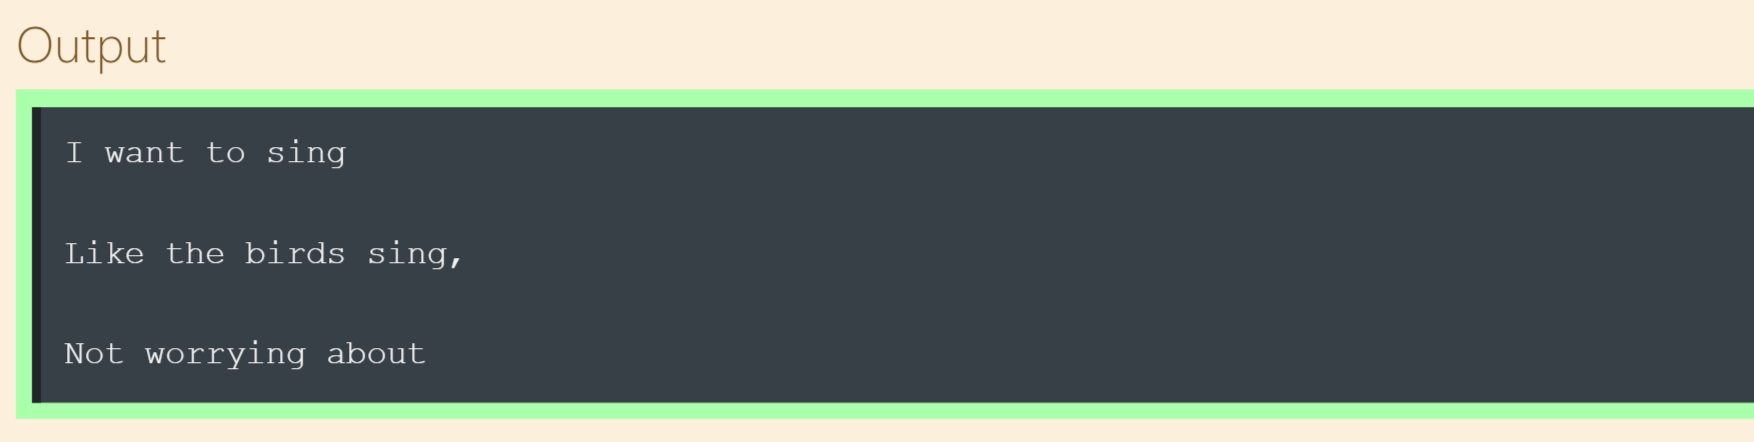 Output
I want to sing
Like the birds sing,
Not worrying about